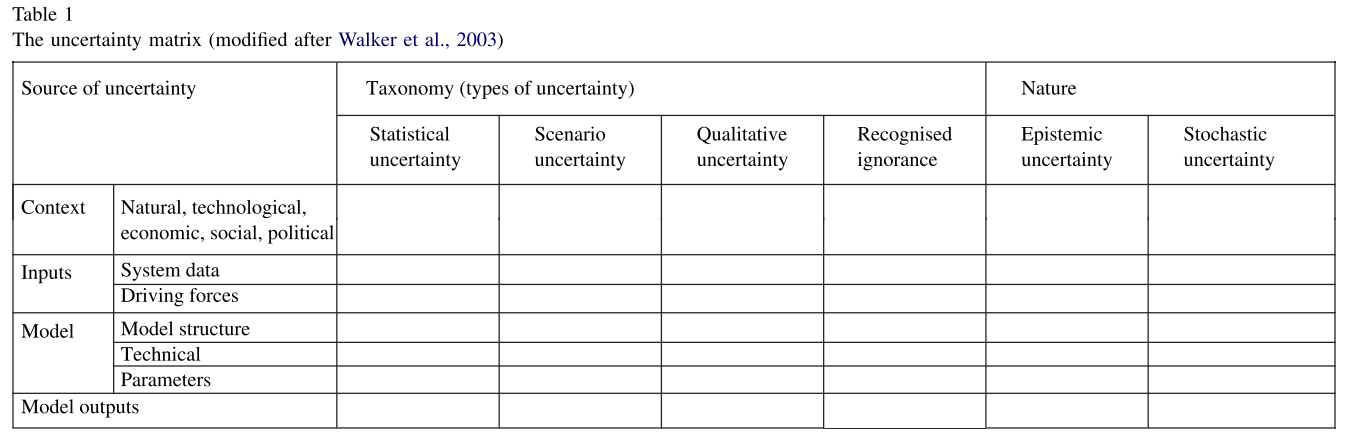 Table 1
The uncertainty matrix (modified after Walker et al., 2003)
Source of uncertainty Taxonomy (types of uncertainty) Nature
Statistical Scenario Qualitative Recognised Epistemic Stochastic
uncertainty uncertainty uncertainty ignorance uncertainty uncertainty
Context Natural, technological,
economic, social, political
Inputs System data
Driving forces
Model Model structure
Technical
Parameters
Model outputs